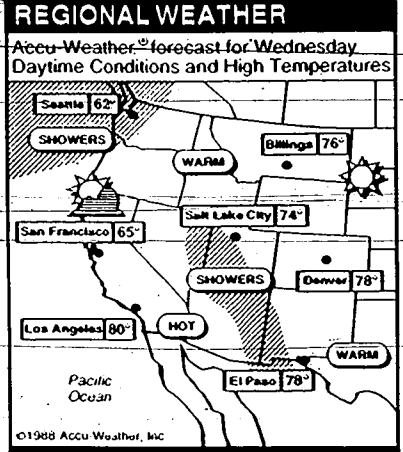 REGIONAL WEATHER
Accu-Weather® forecast for Wednesday
Daytime Conditions and High Temperatures
Seattle 62°
SHOWERS
Billings 76°
WARM
Salt Lake City 74°
San Francisco 65°
SHOWERS
Denver 78°
Los Angeles 80°
HOT
WARM
El Paso 78°
Pacific
Ocean
©1988 Accu-Weather, Inc